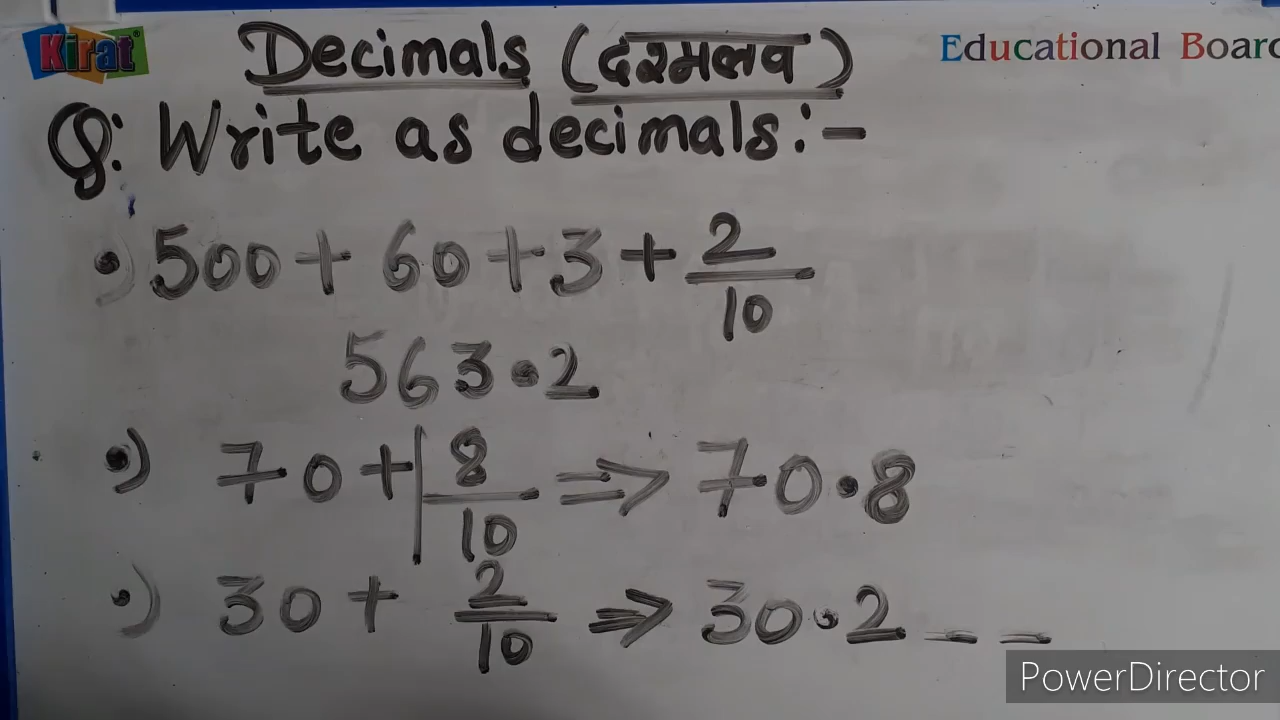 Kirat® Decimals (दशमलव) Educational Boarc
Q: Write as decimals:-
•) 500 + 60 + 3 + 2/10
563.2
•) 70 + | 8/10 => 70.8
•) 30 + 2/10 => 30.2 _ _
PowerDirector